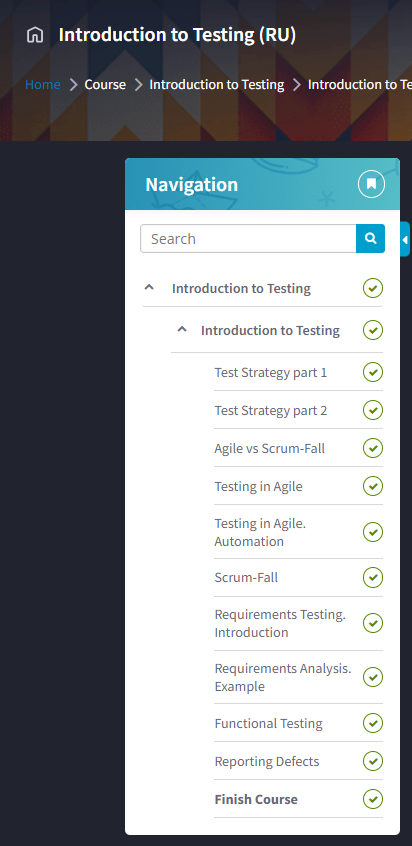 Introduction to Testing (RU)
Home > Course > Introduction to Testing > Introduction to Te
Navigation
Search
Introduction to Testing
Introduction to Testing
Test Strategy part 1
Test Strategy part 2
Agile vs Scrum-Fall
Testing in Agile
Testing in Agile.
Automation
Scrum-Fall
Requirements Testing.
Introduction
Requirements Analysis.
Example
Functional Testing
Reporting Defects
Finish Course